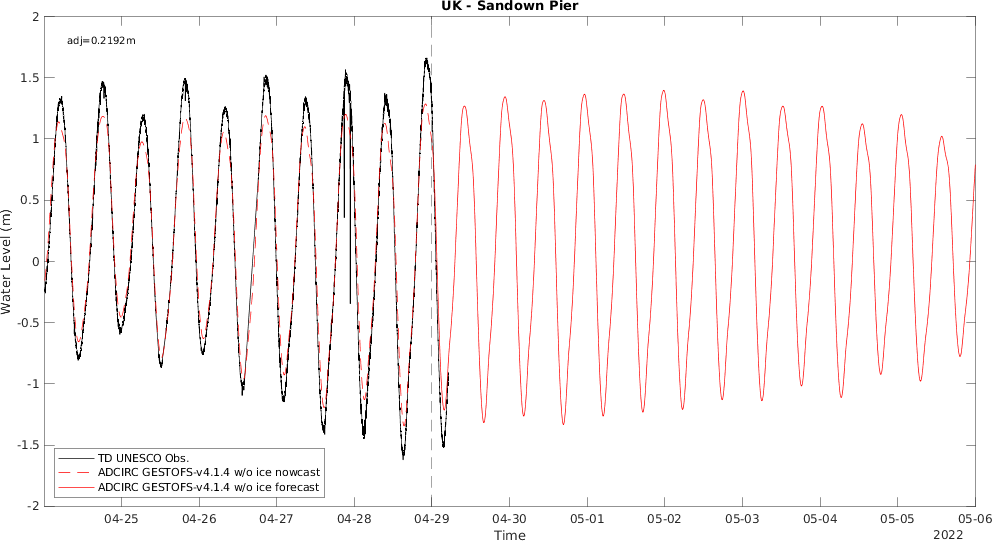 UK - Sandown Pier
adj=0.2192m
2
1.5
1
0.5
0
-0.5
-1
-1.5
-2
Water Level (m)
TD UNESCO Obs.
ADCIRC GESTOFS-v4.1.4 w/o ice nowcast
ADCIRC GESTOFS-v4.1.4 w/o ice forecast
04-25 04-26 04-27 04-28 04-29 04-30 05-01 05-02 05-03 05-04 05-05 05-06
Time
2022